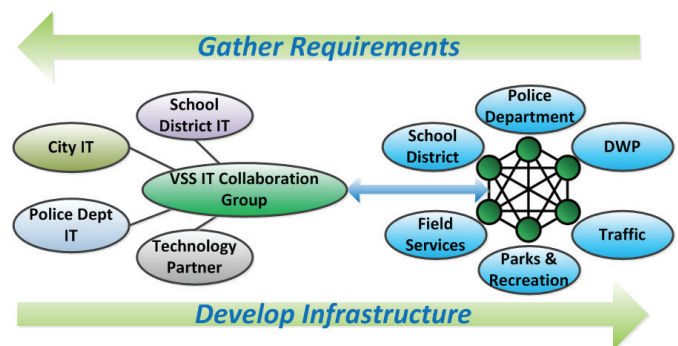 Gather Requirements
School
District IT
City IT
VSS IT Collaboration
Group
Police Dept
IT
Technology
Partner
Police
Department
School
District
DWP
Field
Services
Traffic
Parks &
Recreation
Develop Infrastructure